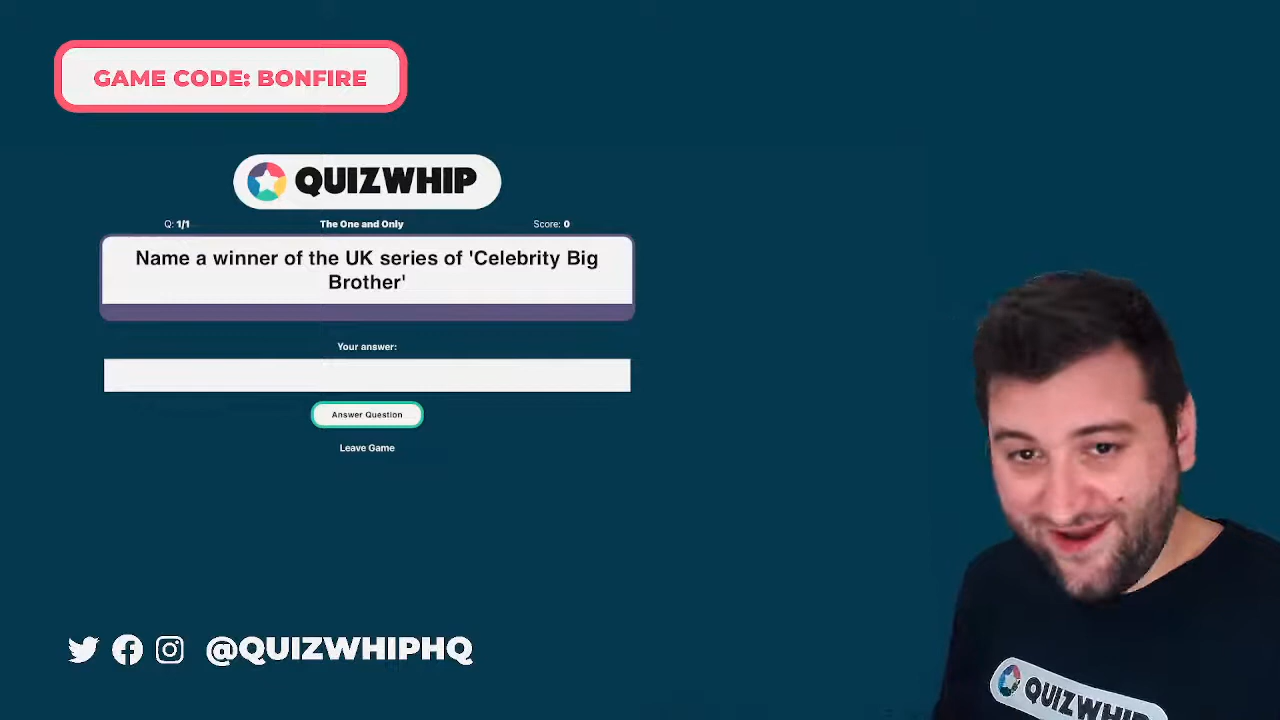 GAME CODE: BONFIRE
QUIZWHIP
Q: 1/1 The One and Only Score: 0
Name a winner of the UK series of 'Celebrity Big
Brother'
Your answer:
Answer Question
Leave Game
@QUIZWHIPHQ
QUIZWHIP